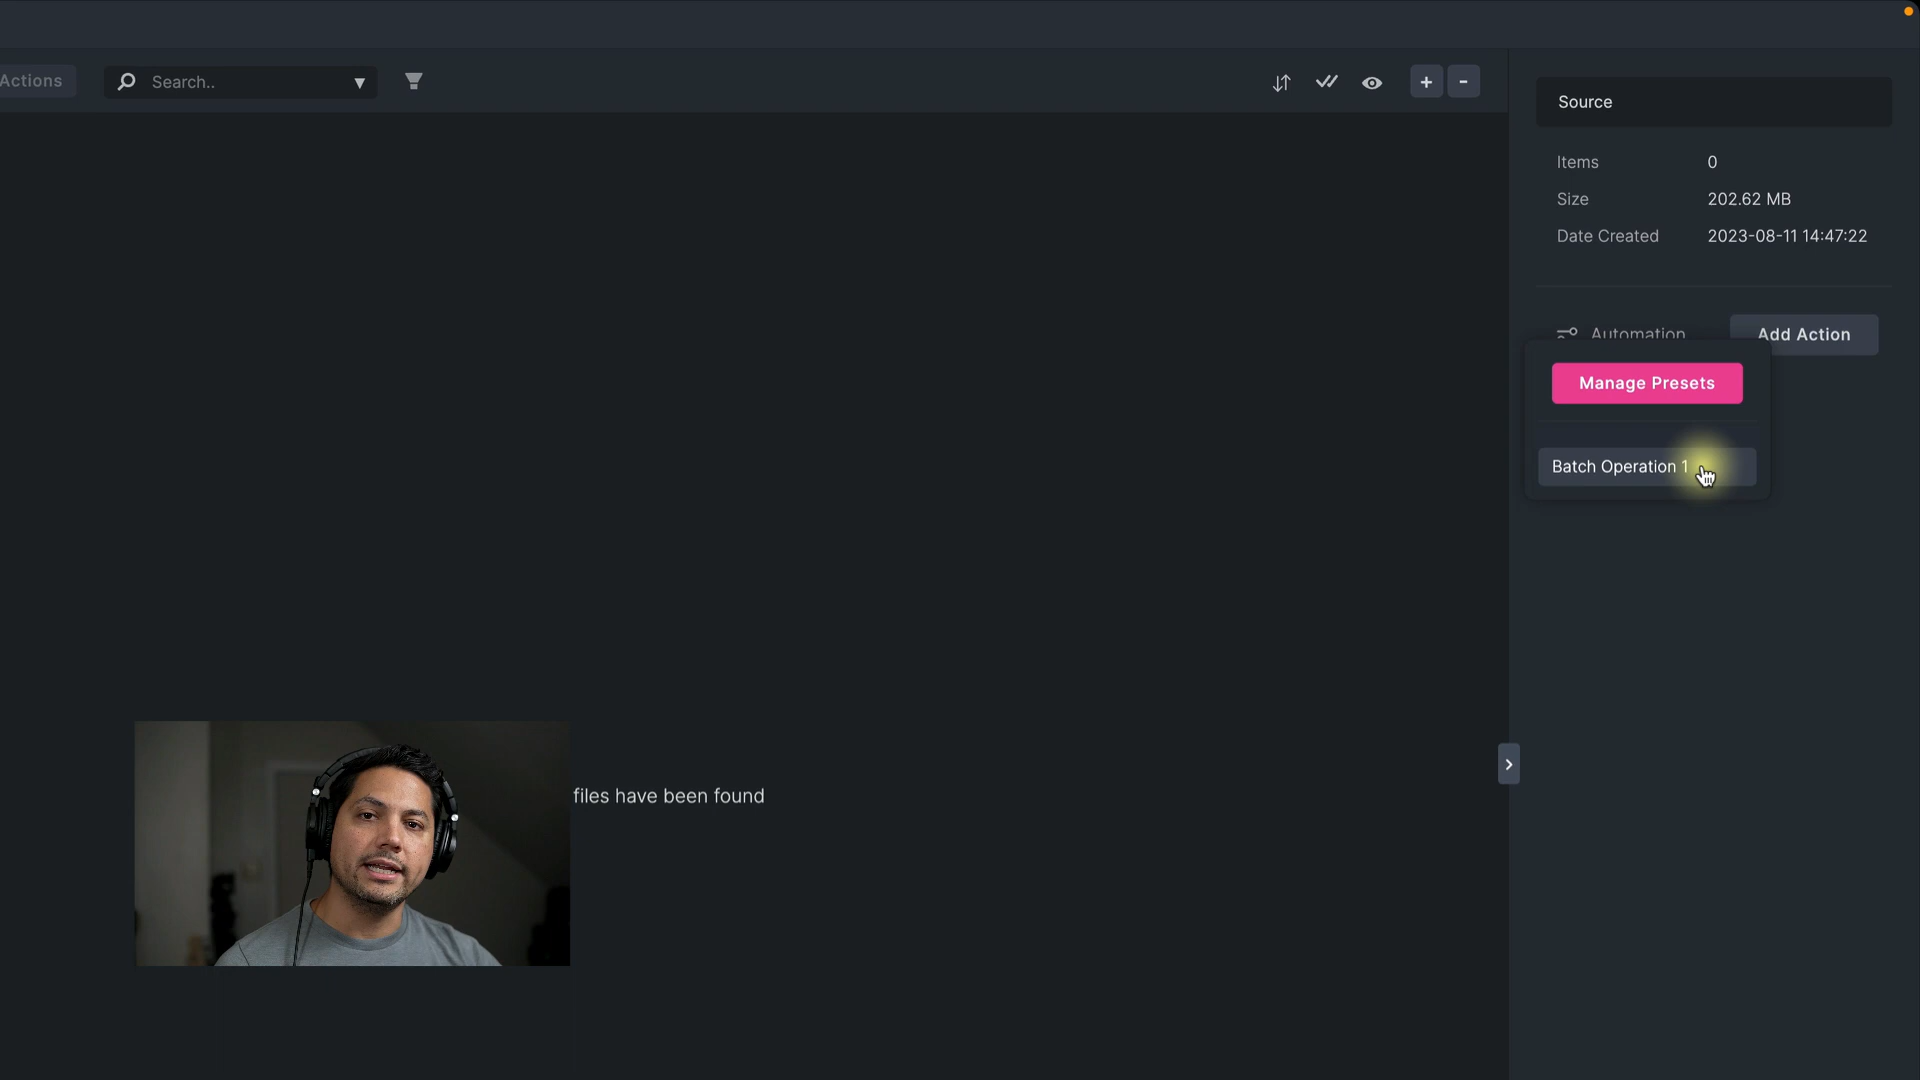 Actions
Search..
+
-
Source
Items 0
Size 202.62 MB
Date Created 2023-08-11 14:47:22
Automation
Add Action
Manage Presets
Batch Operation 1
files have been found